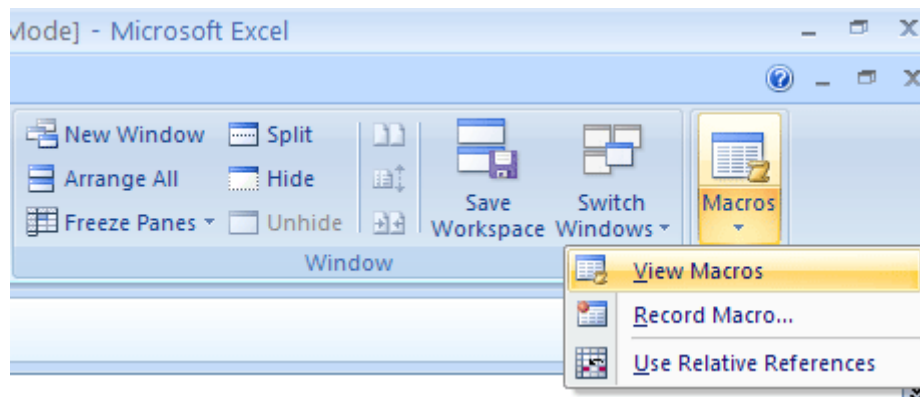 Mode] - Microsoft Excel
New Window Split
Arrange All Hide
Freeze Panes Unhide
Save Workspace
Switch Windows
Macros
Window
View Macros
Record Macro...
Use Relative References